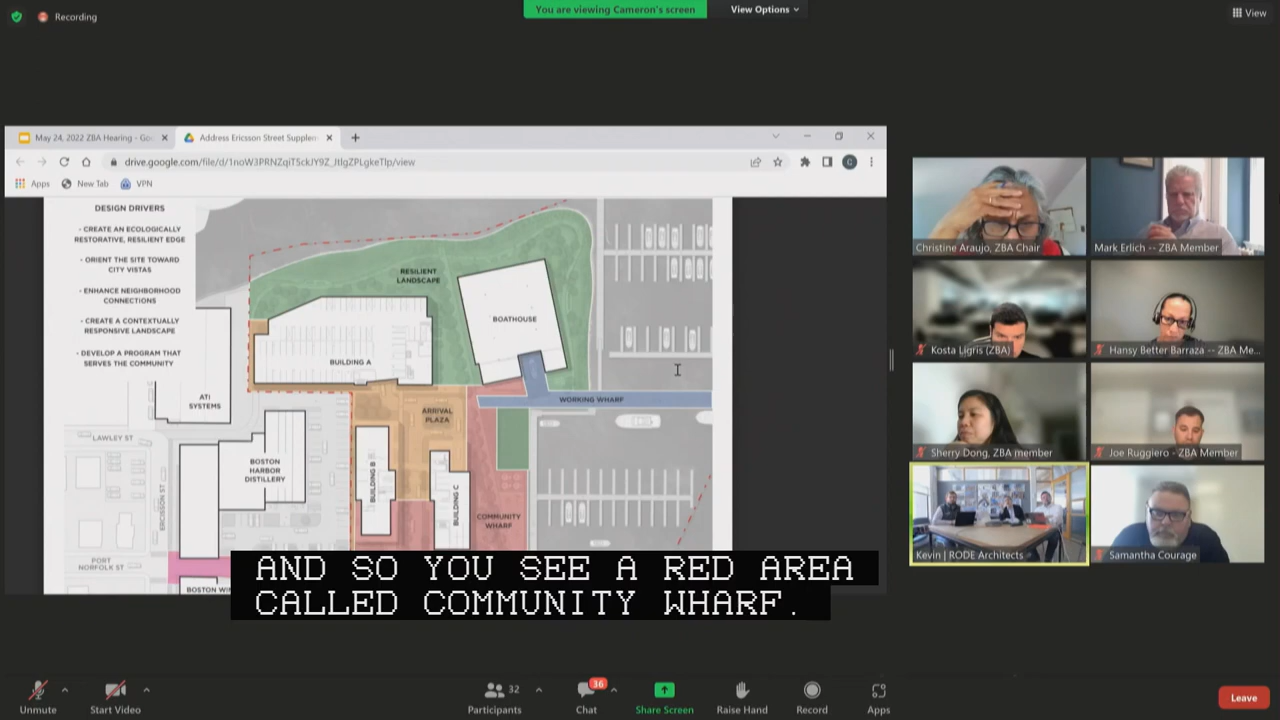 Recording
You are viewing Cameron's screen
View Options
View
May 24, 2022 ZBA Hearing - Goo
Address Ericsson Street Supplem
Apps
New Tab
VPN
DESIGN DRIVERS
- CREATE AN ECOLOGICALLY
RESTORATIVE, RESILIENT EDGE
- ORIENT THE SITE TOWARD
CITY VISTAS
- ENHANCE NEIGHBORHOOD
CONNECTIONS
- CREATE A CONTEXTUALLY
RESPONSIVE LANDSCAPE
- DEVELOP A PROGRAM THAT
SERVES THE COMMUNITY
RESILIENT
LANDSCAPE
BOATHOUSE
BUILDING A
WORKING WHARF
ATI
SYSTEMS
ARRIVAL
PLAZA
LAWLEY ST
BOSTON
HARBOR
DISTILLERY
BUILDING B
BUILDING C
ERICSSON ST
COMMUNITY
WHARF
PORT
NORFOLK ST
BOSTON WI
AND SO YOU SEE A RED AREA
CALLED COMMUNITY WHARF.
Christine Araujo, ZBA Chair
Mark Erlich -- ZBA Member
Kosta Ligris (ZBA)
Hansy Better Barraza -- ZBA Me...
Sherry Dong, ZBA member
Joe Ruggiero - ZBA Member
Kevin | RODE Architects
Samantha Courage
Unmute
Start Video
32
Participants
36
Chat
Share Screen
Raise Hand
Record
Apps
Leave